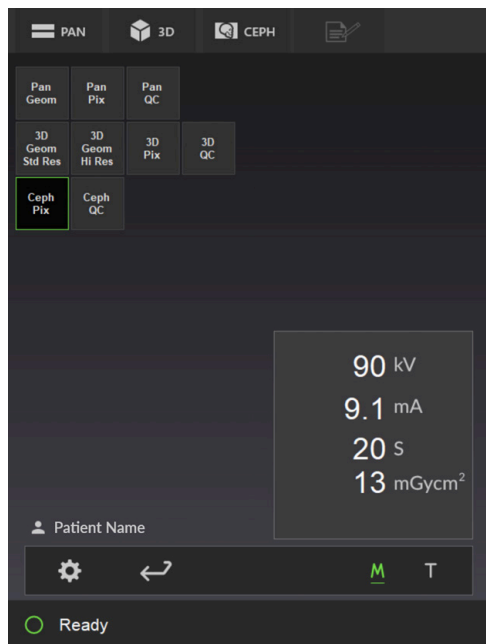 PAN 3D CEPH
Pan Geom
Pan Pix
Pan QC
3D Geom Std Res
3D Geom Hi Res
3D Pix
3D QC
Ceph Pix
Ceph QC
90 kV
9.1 mA
20 S
13 mGycm²
Patient Name
M T
Ready